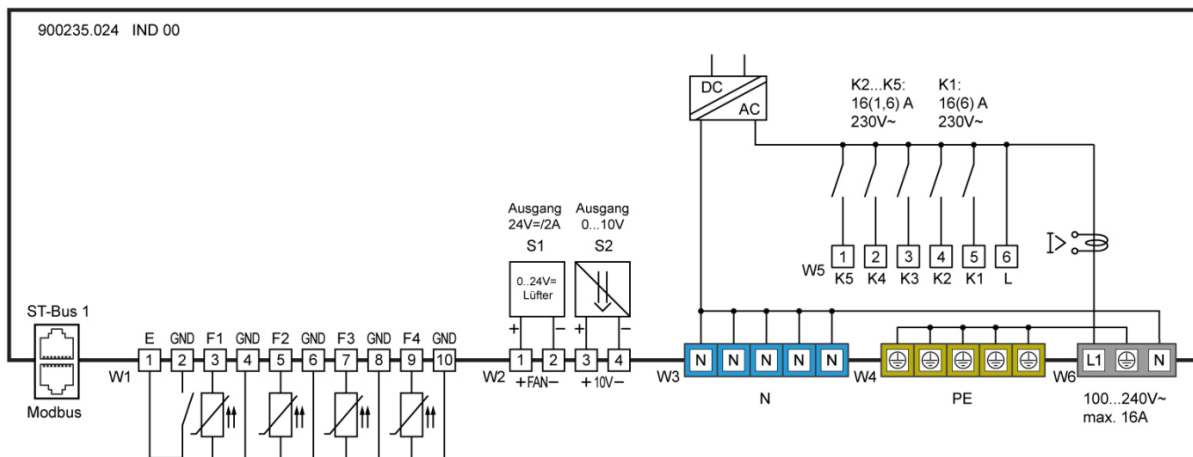 900235.024 IND 00
DC
AC
K2...K5:
16(1,6) A
230V~
K1:
16(6) A
230V~
Ausgang
24V=/2A
S1
Ausgang
0...10V
S2
0..24V=
Lüfter
+ −
+ −
W5
1 2 3 4 5 6
K5 K4 K3 K2 K1 L
I>
ST-Bus 1
Modbus
E GND F1 GND F2 GND F3 GND F4 GND
W1
1 2 3 4 5 6 7 8 9 10
W2
1 2 3 4
+FAN− +10V−
W3
N N N N N
N
W4
PE
W6
L1 N
100...240V~
max. 16A